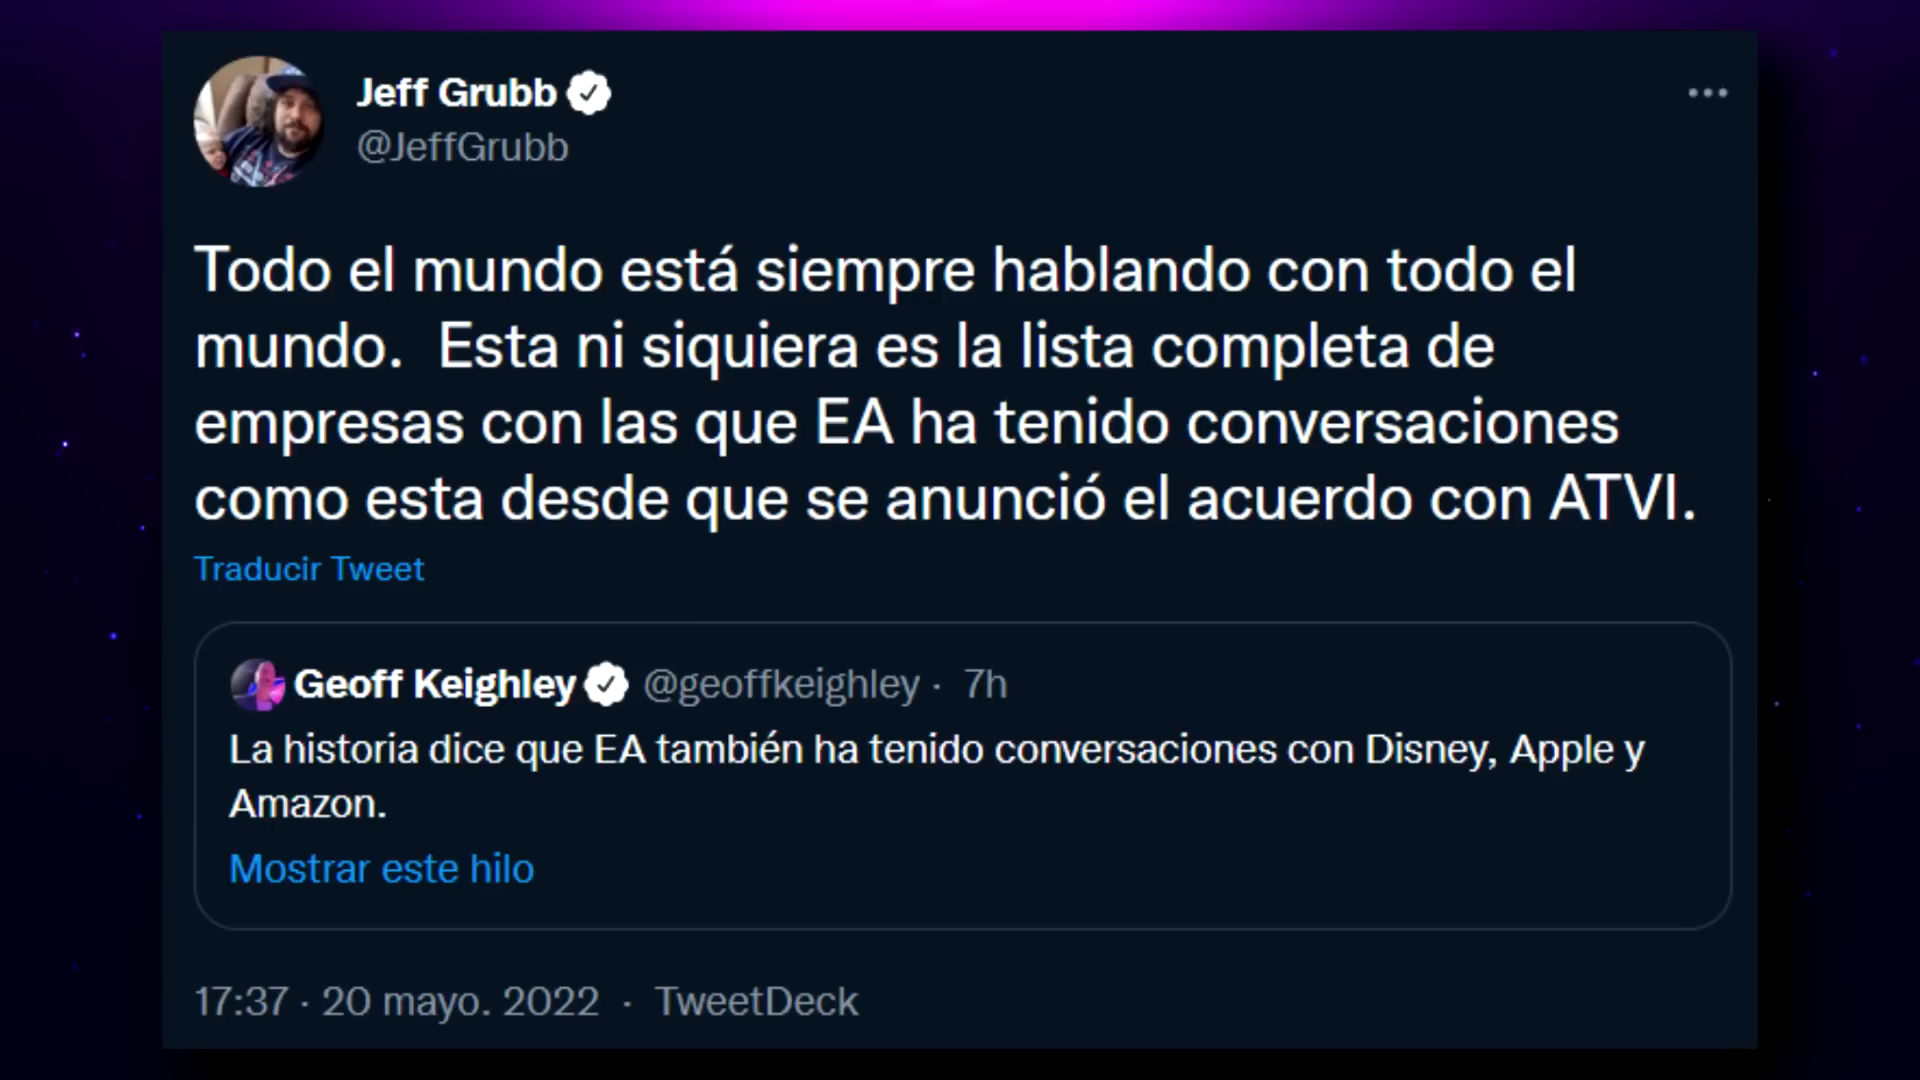 Jeff Grubb
@JeffGrubb
Todo el mundo está siempre hablando con todo el
mundo.  Esta ni siquiera es la lista completa de
empresas con las que EA ha tenido conversaciones
como esta desde que se anunció el acuerdo con ATVI.
Traducir Tweet
Geoff Keighley @geoffkeighley · 7h
La historia dice que EA también ha tenido conversaciones con Disney, Apple y
Amazon.
Mostrar este hilo
17:37 · 20 mayo. 2022 · TweetDeck